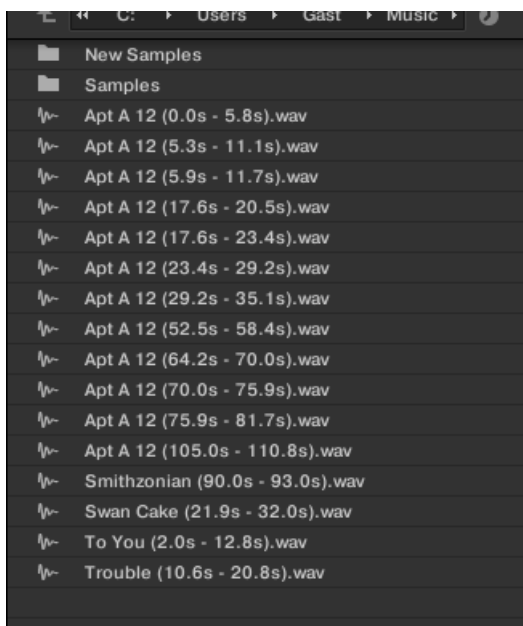 C: Users Gast Music
New Samples
Samples
Apt A 12 (0.0s - 5.8s).wav
Apt A 12 (5.3s - 11.1s).wav
Apt A 12 (5.9s - 11.7s).wav
Apt A 12 (17.6s - 20.5s).wav
Apt A 12 (17.6s - 23.4s).wav
Apt A 12 (23.4s - 29.2s).wav
Apt A 12 (29.2s - 35.1s).wav
Apt A 12 (52.5s - 58.4s).wav
Apt A 12 (64.2s - 70.0s).wav
Apt A 12 (70.0s - 75.9s).wav
Apt A 12 (75.9s - 81.7s).wav
Apt A 12 (105.0s - 110.8s).wav
Smithzonian (90.0s - 93.0s).wav
Swan Cake (21.9s - 32.0s).wav
To You (2.0s - 12.8s).wav
Trouble (10.6s - 20.8s).wav